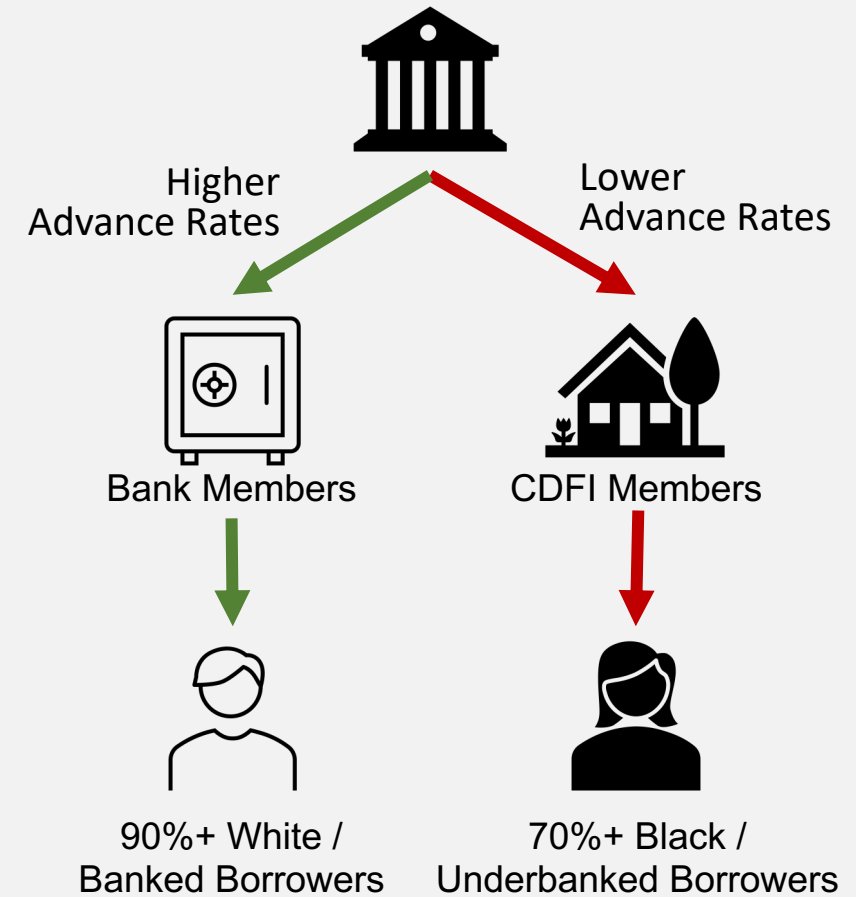 Higher
Advance Rates
Lower
Advance Rates
Bank Members
CDFI Members
90%+ White /
Banked Borrowers
70%+ Black /
Underbanked Borrowers